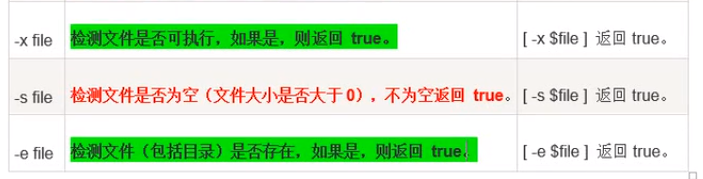 -x file 检测文件是否可执行，如果是，则返回 true。 [ -x $file ] 返回 true。
-s file 检测文件是否为空（文件大小是否大于0），不为空返回 true。 [ -s $file ] 返回 true。
-e file 检测文件（包括目录）是否存在，如果是，则返回 true。 [ -e $file ] 返回 true。